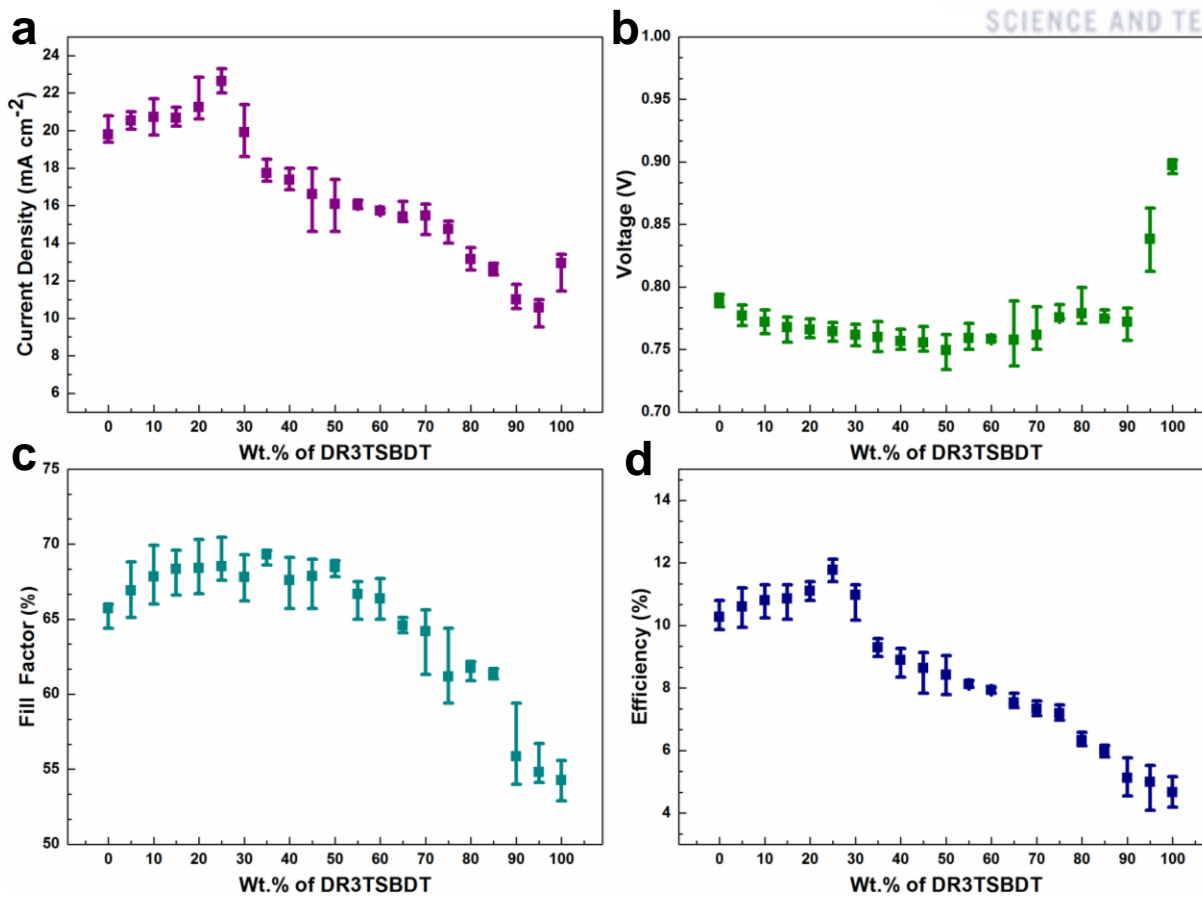 SCIENCE AND TE
a
24
22
20
18
16
14
12
10
8
6
Current Density (mA cm-2)
0 10 20 30 40 50 60 70 80 90 100
Wt.% of DR3TSBDT
b
1.00
0.95
0.90
0.85
0.80
0.75
0.70
Voltage (V)
0 10 20 30 40 50 60 70 80 90 100
Wt.% of DR3TSBDT
c
75
70
65
60
55
50
Fill Factor (%)
0 10 20 30 40 50 60 70 80 90 100
Wt.% of DR3TSBDT
d
14
12
10
8
6
4
Efficiency (%)
0 10 20 30 40 50 60 70 80 90 100
Wt.% of DR3TSBDT